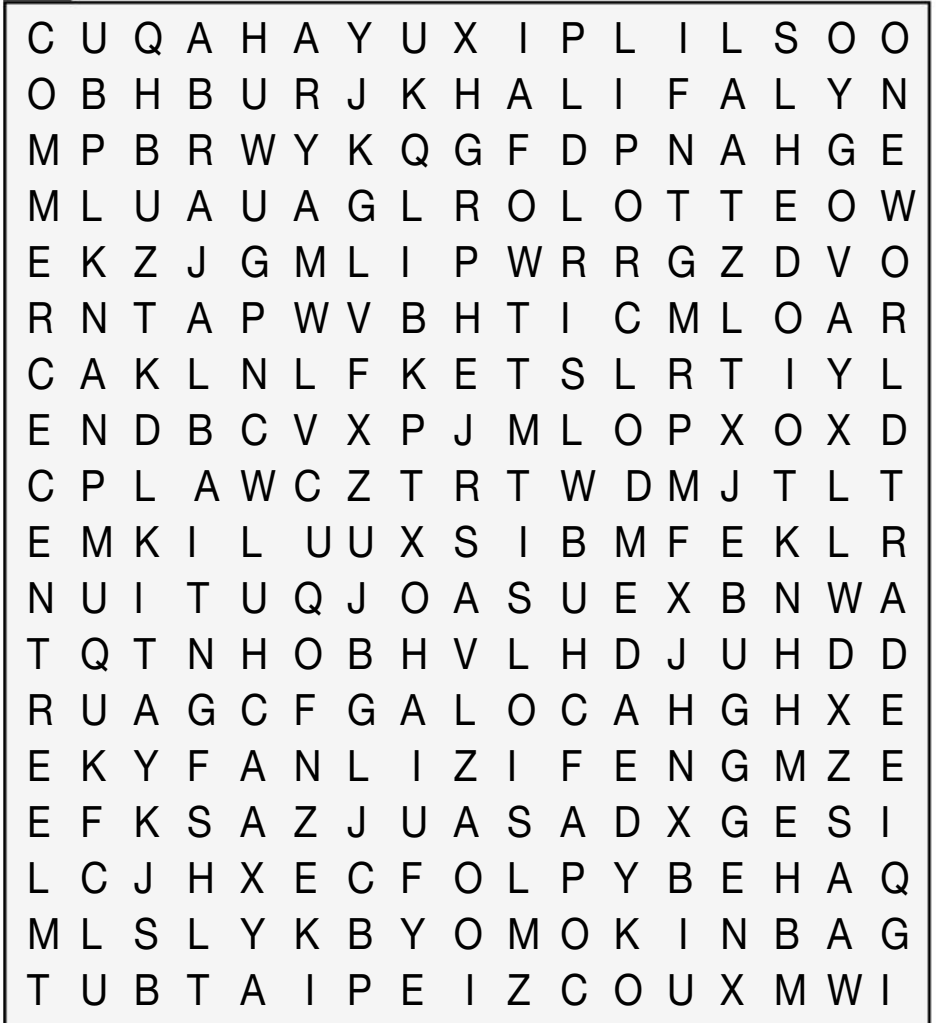 C U Q A H A Y U X I P L I L S O O
O B H B U R J K H A L I F A L Y N
M P B R W Y K Q G F D P N A H G E
M L U A U A G L R O L O T T E O W
E K Z J G M L I P W R R G Z D V O
R N T A P W V B H T I C M L O A R
C A K L N L F K E T S L R T I Y L
E N D B C V X P J M L O P X O X D
C P L A W C Z T R T W D M J T L T
E M K I L U U X S I B M F E K L R
N U I T U Q J O A S U E X B N W A
T Q T N H O B H V L H D J U H D D
R U A G C F G A L O C A H G H X E
E K Y F A N L I Z I F E N G M Z E
E F K S A Z J U A S A D X G E S I
L C J H X E C F O L P Y B E H A Q
M L S L Y K B Y O M O K I N B A G
T U B T A I P E I Z C O U X M W I